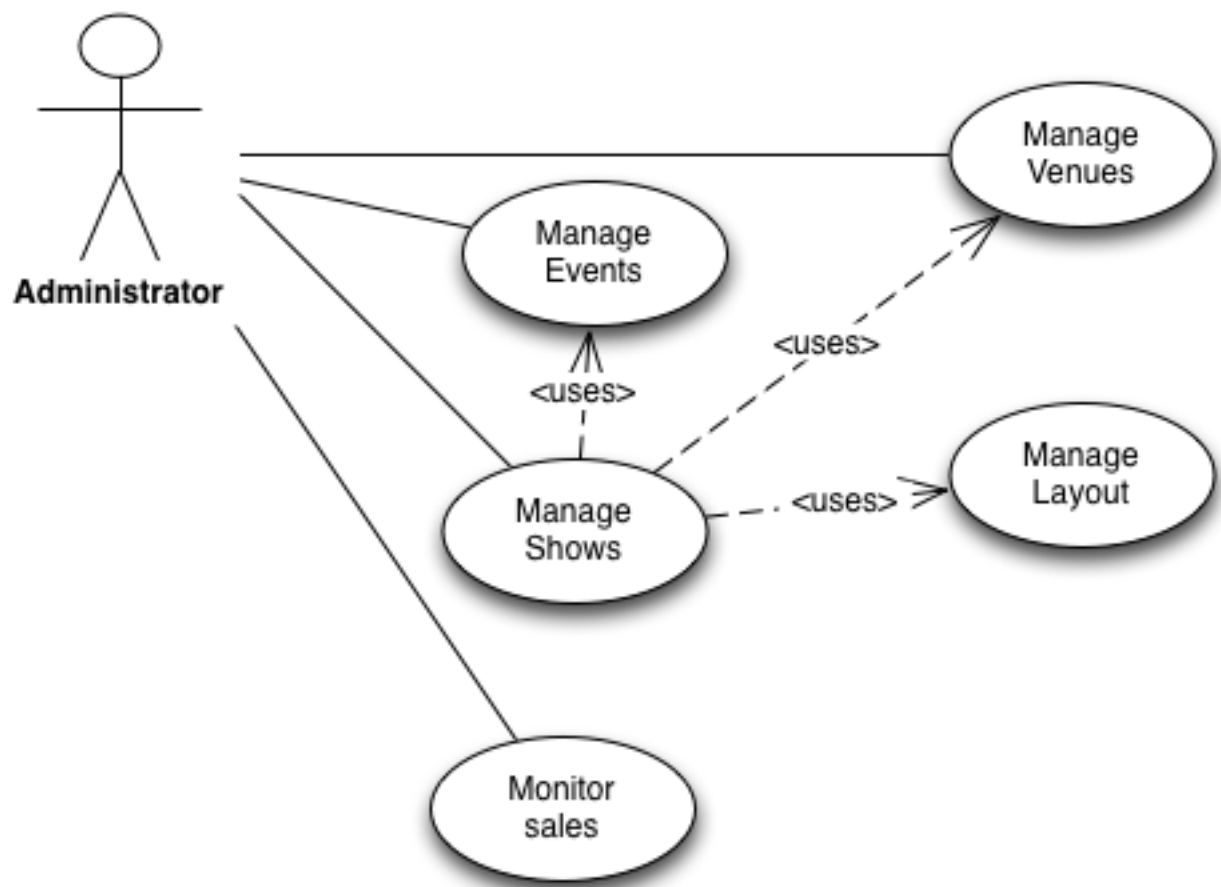 Manage
Venues
Manage
Events
Administrator
<uses>
<uses>
Manage
Layout
<uses>
Manage
Shows
Monitor
sales